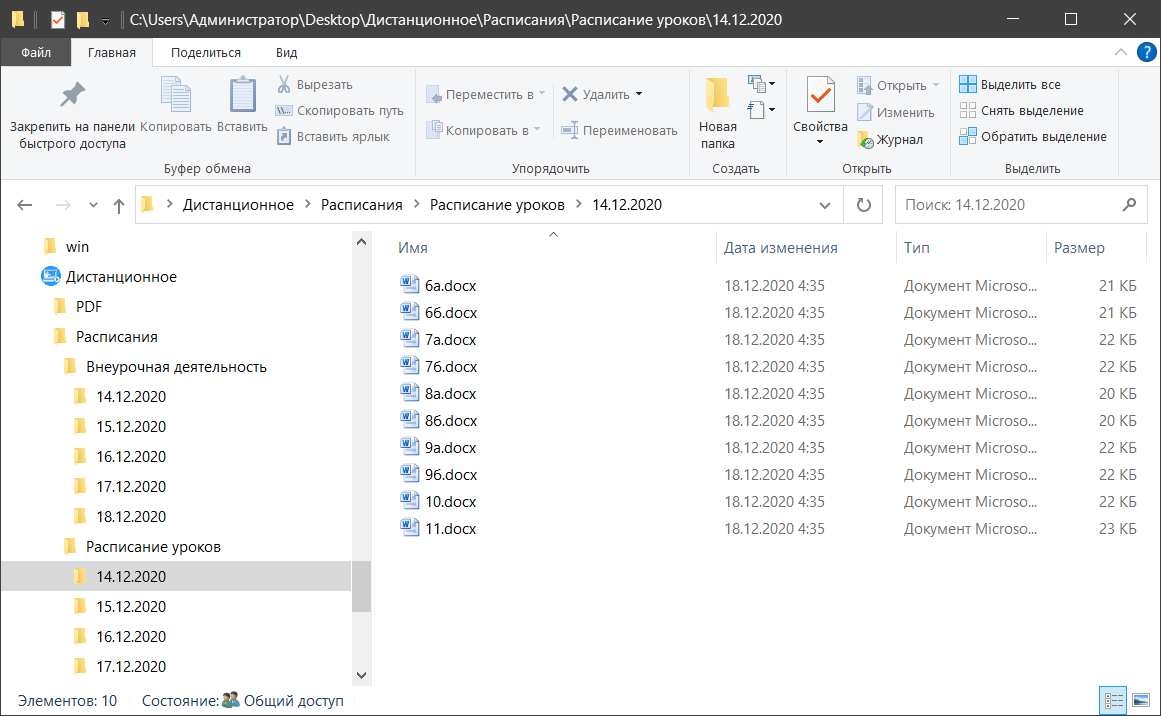 C:\Users\Администратор\Desktop\Дистанционное\Расписания\Расписание уроков\14.12.2020
Файл
Главная
Поделиться
Вид
?
Закрепить на панели
быстрого доступа
Копировать
Вставить
Вырезать
Скопировать путь
Вставить ярлык
Буфер обмена
Переместить в
Копировать в
Удалить
Переименовать
Упорядочить
Новая
папка
Создать
Свойства
Открыть
Изменить
Журнал
Открыть
Выделить все
Снять выделение
Обратить выделение
Выделить
Дистанционное
Расписания
Расписание уроков
14.12.2020
Поиск: 14.12.2020
win
Дистанционное
PDF
Расписания
Внеурочная деятельность
14.12.2020
15.12.2020
16.12.2020
17.12.2020
18.12.2020
Расписание уроков
14.12.2020
15.12.2020
16.12.2020
17.12.2020
Имя Дата изменения Тип Размер
6а.docx 18.12.2020 4:35 Документ Microso... 21 КБ
6б.docx 18.12.2020 4:35 Документ Microso... 21 КБ
7а.docx 18.12.2020 4:35 Документ Microso... 22 КБ
7б.docx 18.12.2020 4:35 Документ Microso... 22 КБ
8а.docx 18.12.2020 4:35 Документ Microso... 20 КБ
8б.docx 18.12.2020 4:35 Документ Microso... 20 КБ
9а.docx 18.12.2020 4:35 Документ Microso... 22 КБ
9б.docx 18.12.2020 4:35 Документ Microso... 22 КБ
10.docx 18.12.2020 4:35 Документ Microso... 22 КБ
11.docx 18.12.2020 4:35 Документ Microso... 23 КБ
Элементов: 10
Состояние: Общий доступ